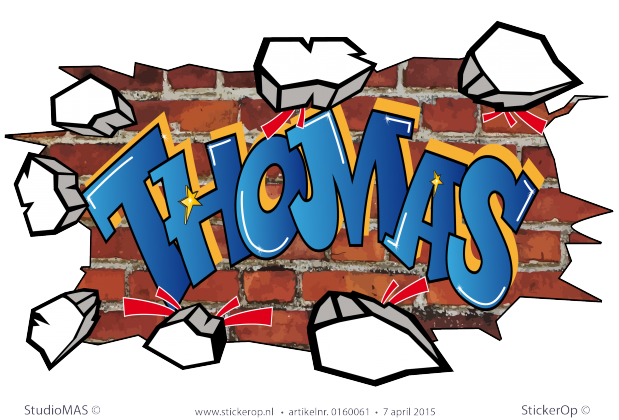 THOMAS
StudioMAS © www.stickerop.nl • artikelnr. 0160061 • 7 april 2015 StickerOp ©